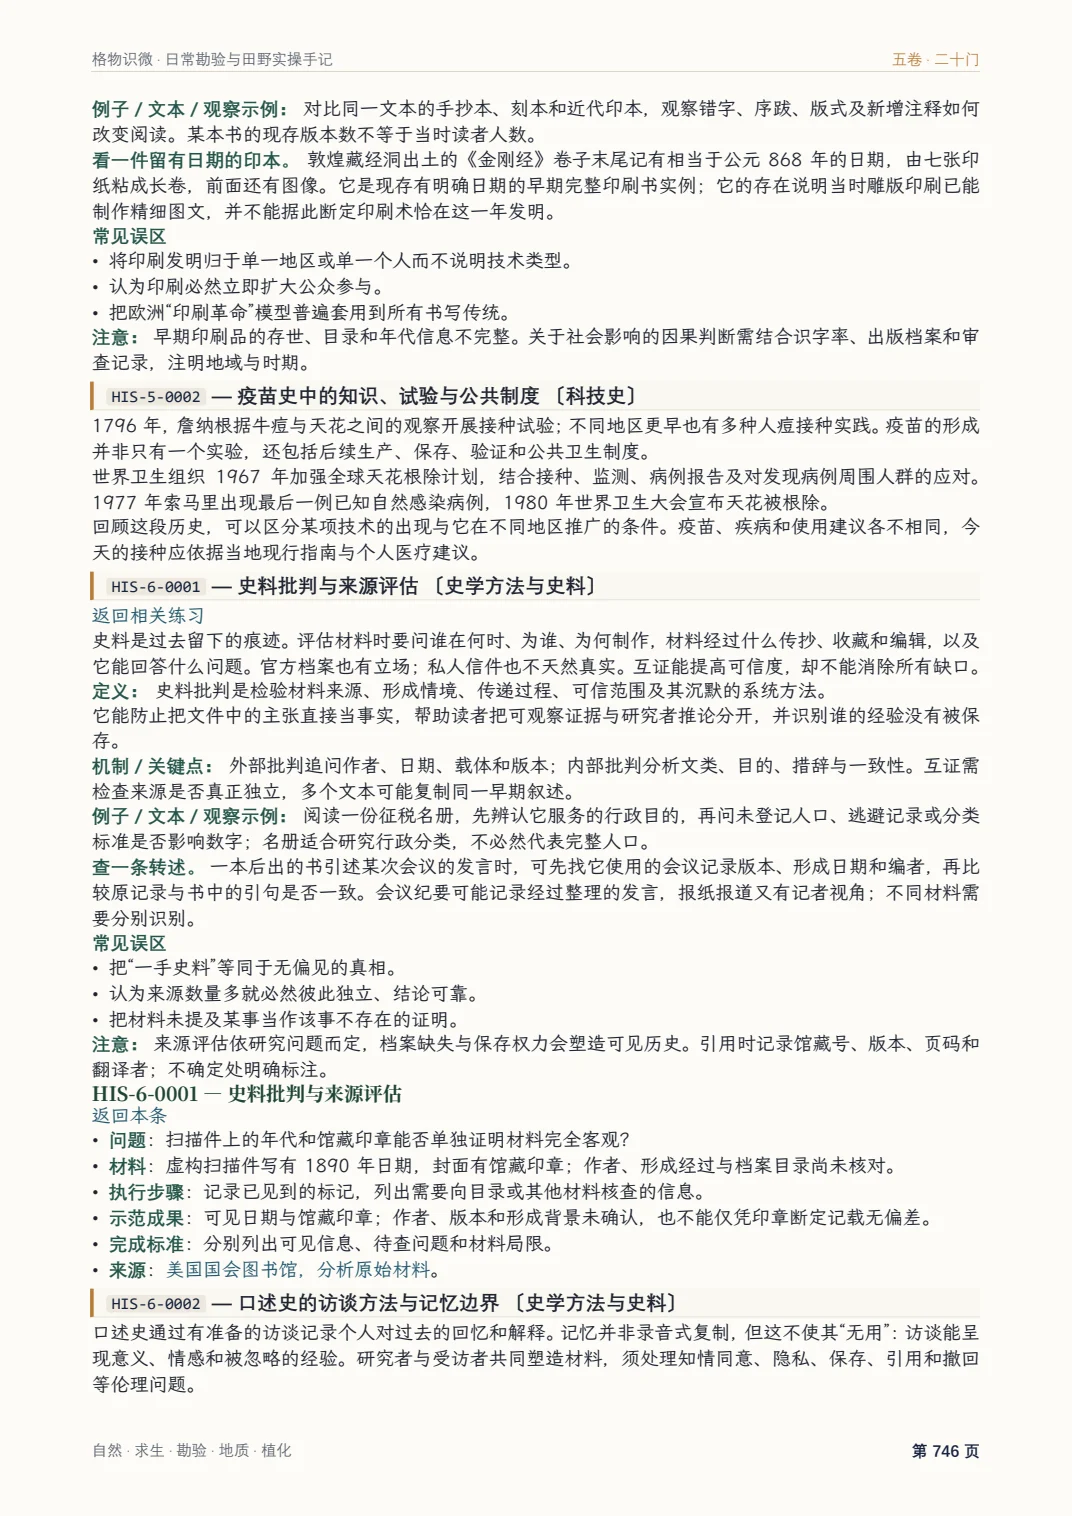 格物识微 · 日常勘验与田野实操手记
五卷 · 二十门
例子 / 文本 / 观察示例： 对比同一文本的手抄本、刻本和近代印本，观察错字、序跋、版式及新增注释如何
改变阅读。某本书的现存版本数不等于当时读者人数。
看一件留有日期的印本。 敦煌藏经洞出土的《金刚经》卷子末尾记有相当于公元 868 年的日期，由七张印
纸粘成长卷，前面还有图像。它是现存有明确日期的早期完整印刷书实例；它的存在说明当时雕版印刷已能
制作精细图文，并不能据此断定印刷术恰在这一年发明。
常见误区
• 将印刷发明归于单一地区或单一个人而不说明技术类型。
• 认为印刷必然立即扩大公众参与。
• 把欧洲“印刷革命”模型普遍套用到所有书写传统。
注意： 早期印刷品的存世、目录和年代信息不完整。关于社会影响的因果判断需结合识字率、出版档案和审
查记录，注明地域与时期。
HIS-5-0002 — 疫苗史中的知识、试验与公共制度 〔科技史〕
1796 年，詹纳根据牛痘与天花之间的观察开展接种试验；不同地区更早也有多种人痘接种实践。疫苗的形成
并非只有一个实验，还包括后续生产、保存、验证和公共卫生制度。
世界卫生组织 1967 年加强全球天花根除计划，结合接种、监测、病例报告及对发现病例周围人群的应对。
1977 年索马里出现最后一例已知自然感染病例，1980 年世界卫生大会宣布天花被根除。
回顾这段历史，可以区分某项技术的出现与它在不同地区推广的条件。疫苗、疾病和使用建议各不相同，今
天的接种应依据当地现行指南与个人医疗建议。
HIS-6-0001 — 史料批判与来源评估 〔史学方法与史料〕
返回相关练习
史料是过去留下的痕迹。评估材料时要问谁在何时、为谁、为何制作，材料经过什么传抄、收藏和编辑，以及
它能回答什么问题。官方档案也有立场；私人信件也不天然真实。互证能提高可信度，却不能消除所有缺口。
定义： 史料批判是检验材料来源、形成情境、传递过程、可信范围及其沉默的系统方法。
它能防止把文件中的主张直接当事实，帮助读者把可观察证据与研究者推论分开，并识别谁的经验没有被保
存。
机制 / 关键点： 外部批判追问作者、日期、载体和版本；内部批判分析文类、目的、措辞与一致性。互证需
检查来源是否真正独立，多个文本可能复制同一早期叙述。
例子 / 文本 / 观察示例： 阅读一份征税名册，先辨认它服务的行政目的，再问未登记人口、逃避记录或分类
标准是否影响数字；名册适合研究行政分类，不必然代表完整人口。
查一条转述。 一本后出的书引述某次会议的发言时，可先找它使用的会议记录版本、形成日期和编者，再比
较原记录与书中的引句是否一致。会议纪要可能记录经过整理的发言，报纸报道又有记者视角；不同材料需
要分别识别。
常见误区
• 把“一手史料”等同于无偏见的真相。
• 认为来源数量多就必然彼此独立、结论可靠。
• 把材料未提及某事当作该事不存在的证明。
注意： 来源评估依研究问题而定，档案缺失与保存权力会塑造可见历史。引用时记录馆藏号、版本、页码和
翻译者；不确定处明确标注。
HIS-6-0001 — 史料批判与来源评估
返回本条
• 问题：扫描件上的年代和馆藏印章能否单独证明材料完全客观？
• 材料：虚构扫描件写有 1890 年日期，封面有馆藏印章；作者、形成经过与档案目录尚未核对。
• 执行步骤：记录已见到的标记，列出需要向目录或其他材料核查的信息。
• 示范成果：可见日期与馆藏印章；作者、版本和形成背景未确认，也不能仅凭印章断定记载无偏差。
• 完成标准：分别列出可见信息、待查问题和材料局限。
• 来源：美国国会图书馆，分析原始材料。
HIS-6-0002 — 口述史的访谈方法与记忆边界 〔史学方法与史料〕
口述史通过有准备的访谈记录个人对过去的回忆和解释。记忆并非录音式复制，但这不使其“无用”：访谈能呈
现意义、情感和被忽略的经验。研究者与受访者共同塑造材料，须处理知情同意、隐私、保存、引用和撤回
等伦理问题。
自然 · 求生 · 勘验 · 地质 · 植化
第 746 页